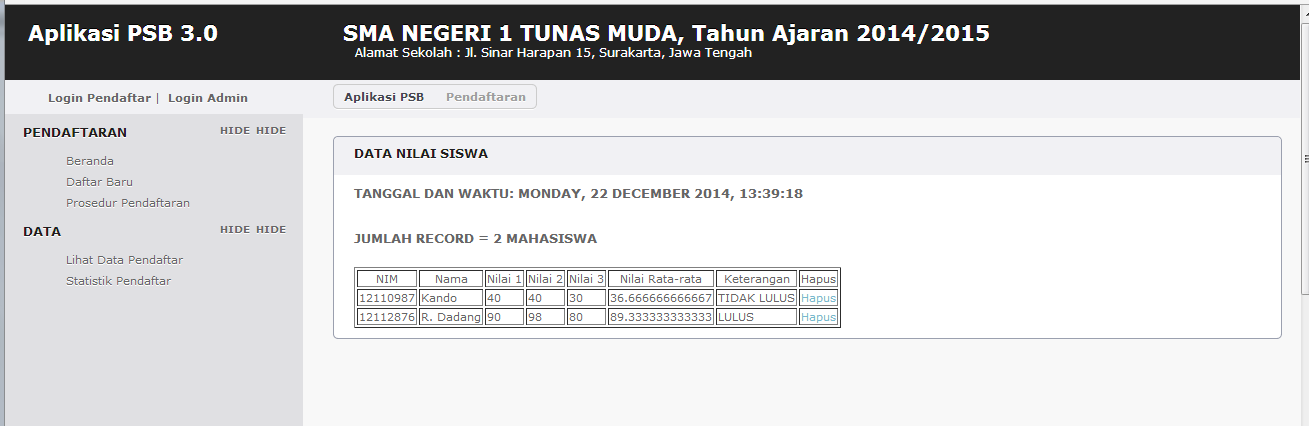 Aplikasi PSB 3.0
SMA NEGERI 1 TUNAS MUDA, Tahun Ajaran 2014/2015
Alamat Sekolah : Jl. Sinar Harapan 15, Surakarta, Jawa Tengah
Login Pendaftar | Login Admin
Aplikasi PSB Pendaftaran
PENDAFTARAN HIDE HIDE
Beranda
Daftar Baru
Prosedur Pendaftaran
DATA HIDE HIDE
Lihat Data Pendaftar
Statistik Pendaftar
DATA NILAI SISWA
TANGGAL DAN WAKTU: MONDAY, 22 DECEMBER 2014, 13:39:18
JUMLAH RECORD = 2 MAHASISWA
NIM Nama Nilai 1 Nilai 2 Nilai 3 Nilai Rata-rata Keterangan Hapus
12110987 Kando 40 40 30 36.666666666667 TIDAK LULUS Hapus
12112876 R. Dadang 90 98 80 89.333333333333 LULUS Hapus